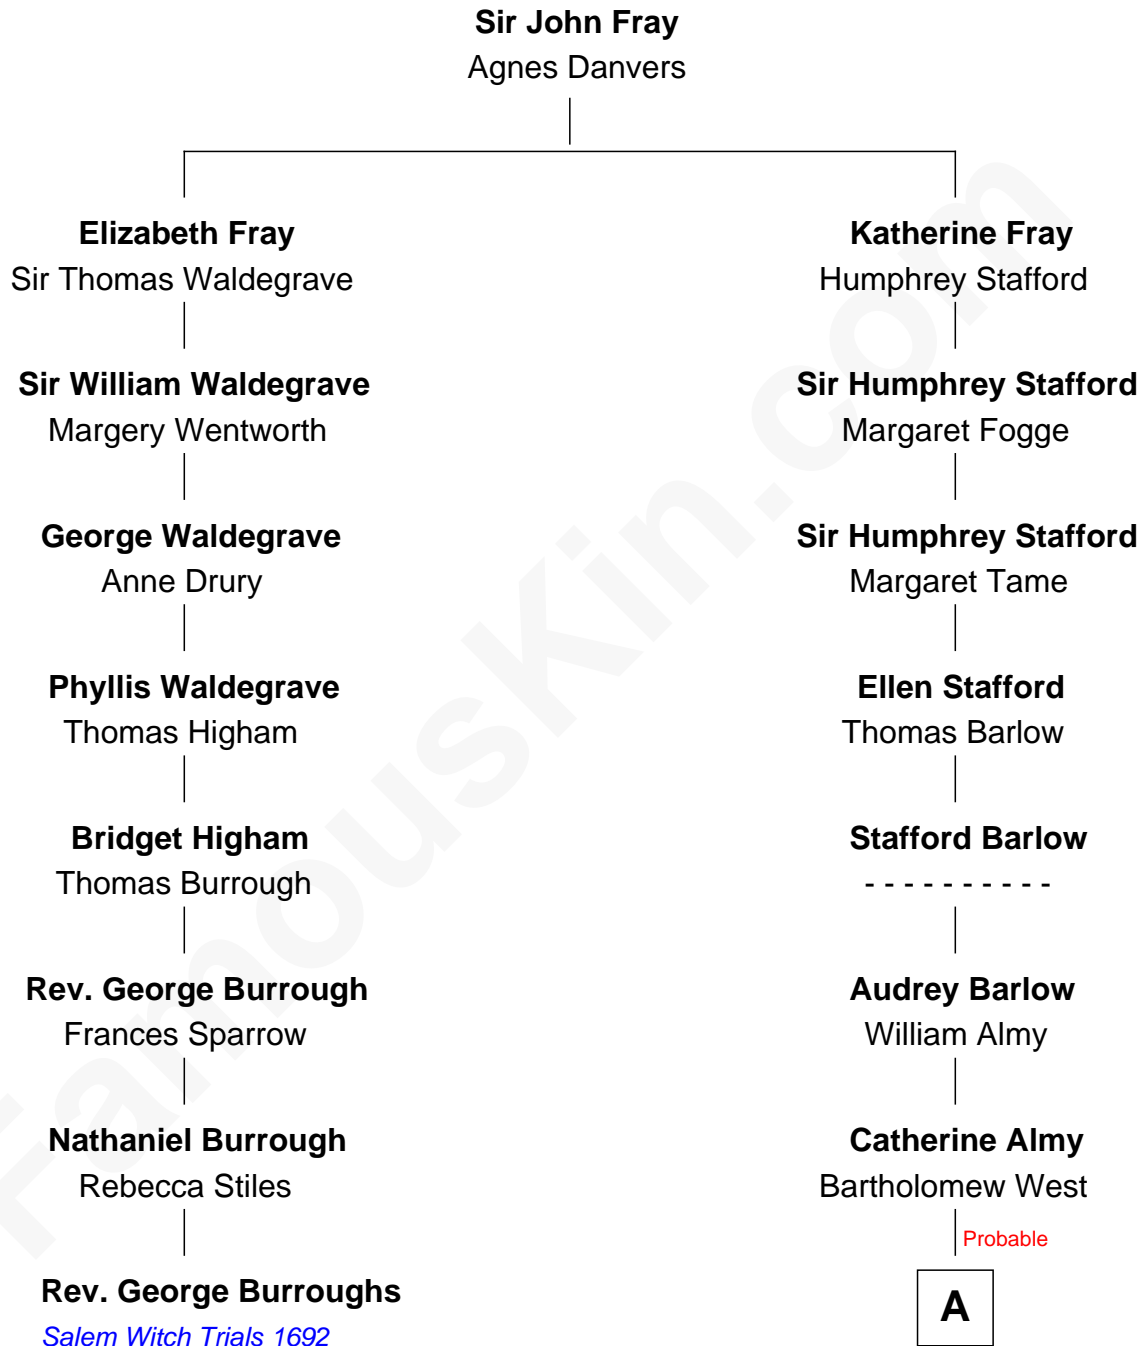 Sir John Fray
Agnes Danvers
Elizabeth Fray
Sir Thomas Waldegrave
Katherine Fray
Humphrey Stafford
Sir William Waldegrave
Margery Wentworth
Sir Humphrey Stafford
Margaret Fogge
George Waldegrave
Anne Drury
Sir Humphrey Stafford
Margaret Tame
Phyllis Waldegrave
Thomas Higham
Ellen Stafford
Thomas Barlow
Bridget Higham
Thomas Burrough
Stafford Barlow
- - - - - - - - - -
Rev. George Burrough
Frances Sparrow
Audrey Barlow
William Almy
Nathaniel Burrough
Rebecca Stiles
Catherine Almy
Bartholomew West
Probable
Rev. George Burroughs
Salem Witch Trials 1692
A
FamousKin.com